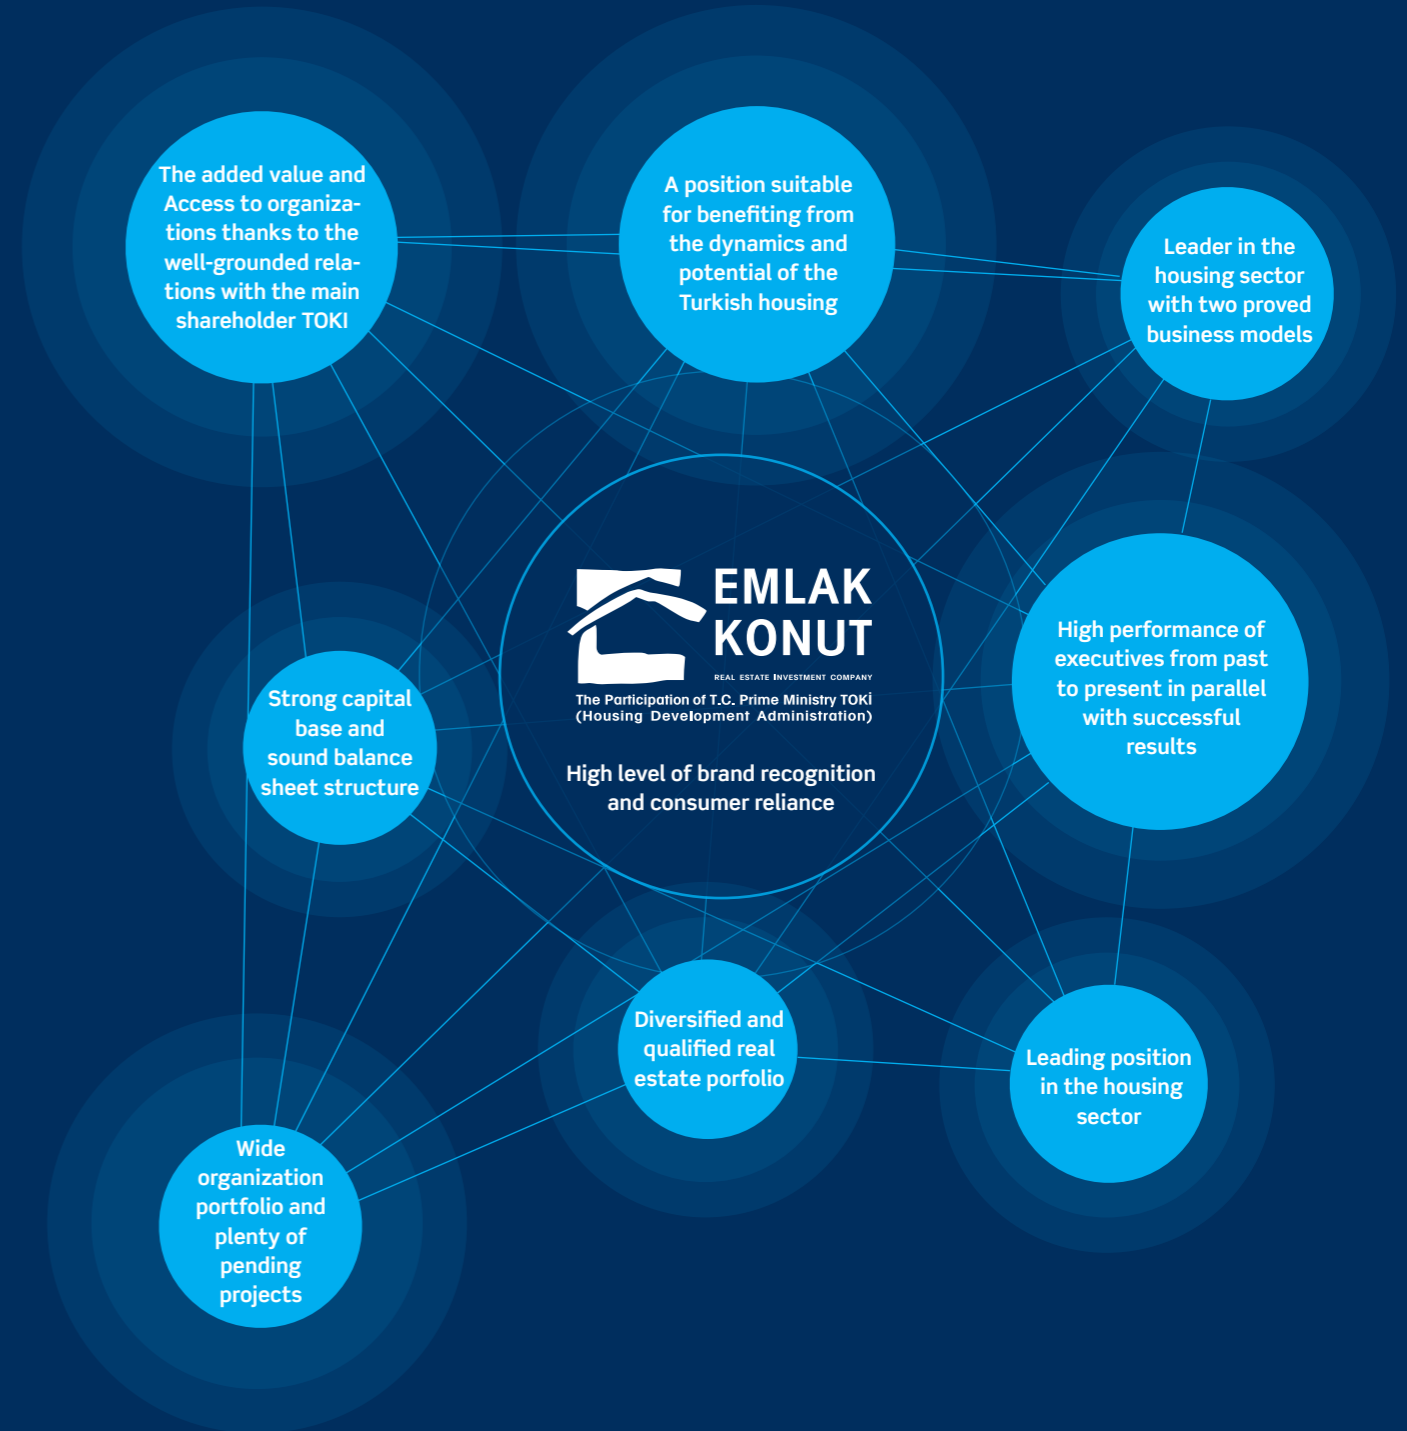 The added value and
Access to organiza-
tions thanks to the
well-grounded rela-
tions with the main
shareholder TOKI
A position suitable
for benefiting from
the dynamics and
potential of the
Turkish housing
Leader in the
housing sector
with two proved
business models
EMLAK
KONUT
REAL ESTATE INVESTMENT COMPANY
The Participation of T.C. Prime Ministry TOKİ
(Housing Development Administration)
High level of brand recognition
and consumer reliance
High performance of
executives from past
to present in parallel
with successful
results
Strong capital
base and
sound balance
sheet structure
Diversified and
qualified real
estate porfolio
Leading position
in the housing
sector
Wide
organization
portfolio and
plenty of
pending
projects